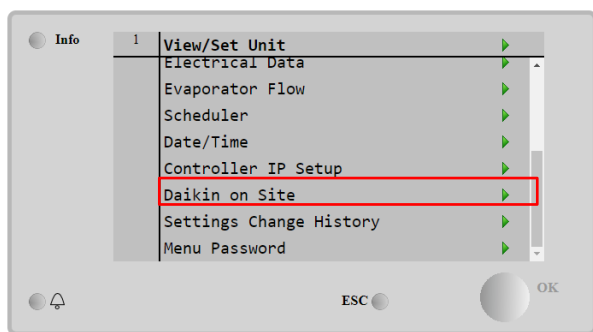 Info
1 View/Set Unit
Electrical Data
Evaporator Flow
Scheduler
Date/Time
Controller IP Setup
Daikin on Site
Settings Change History
Menu Password
ESC
OK